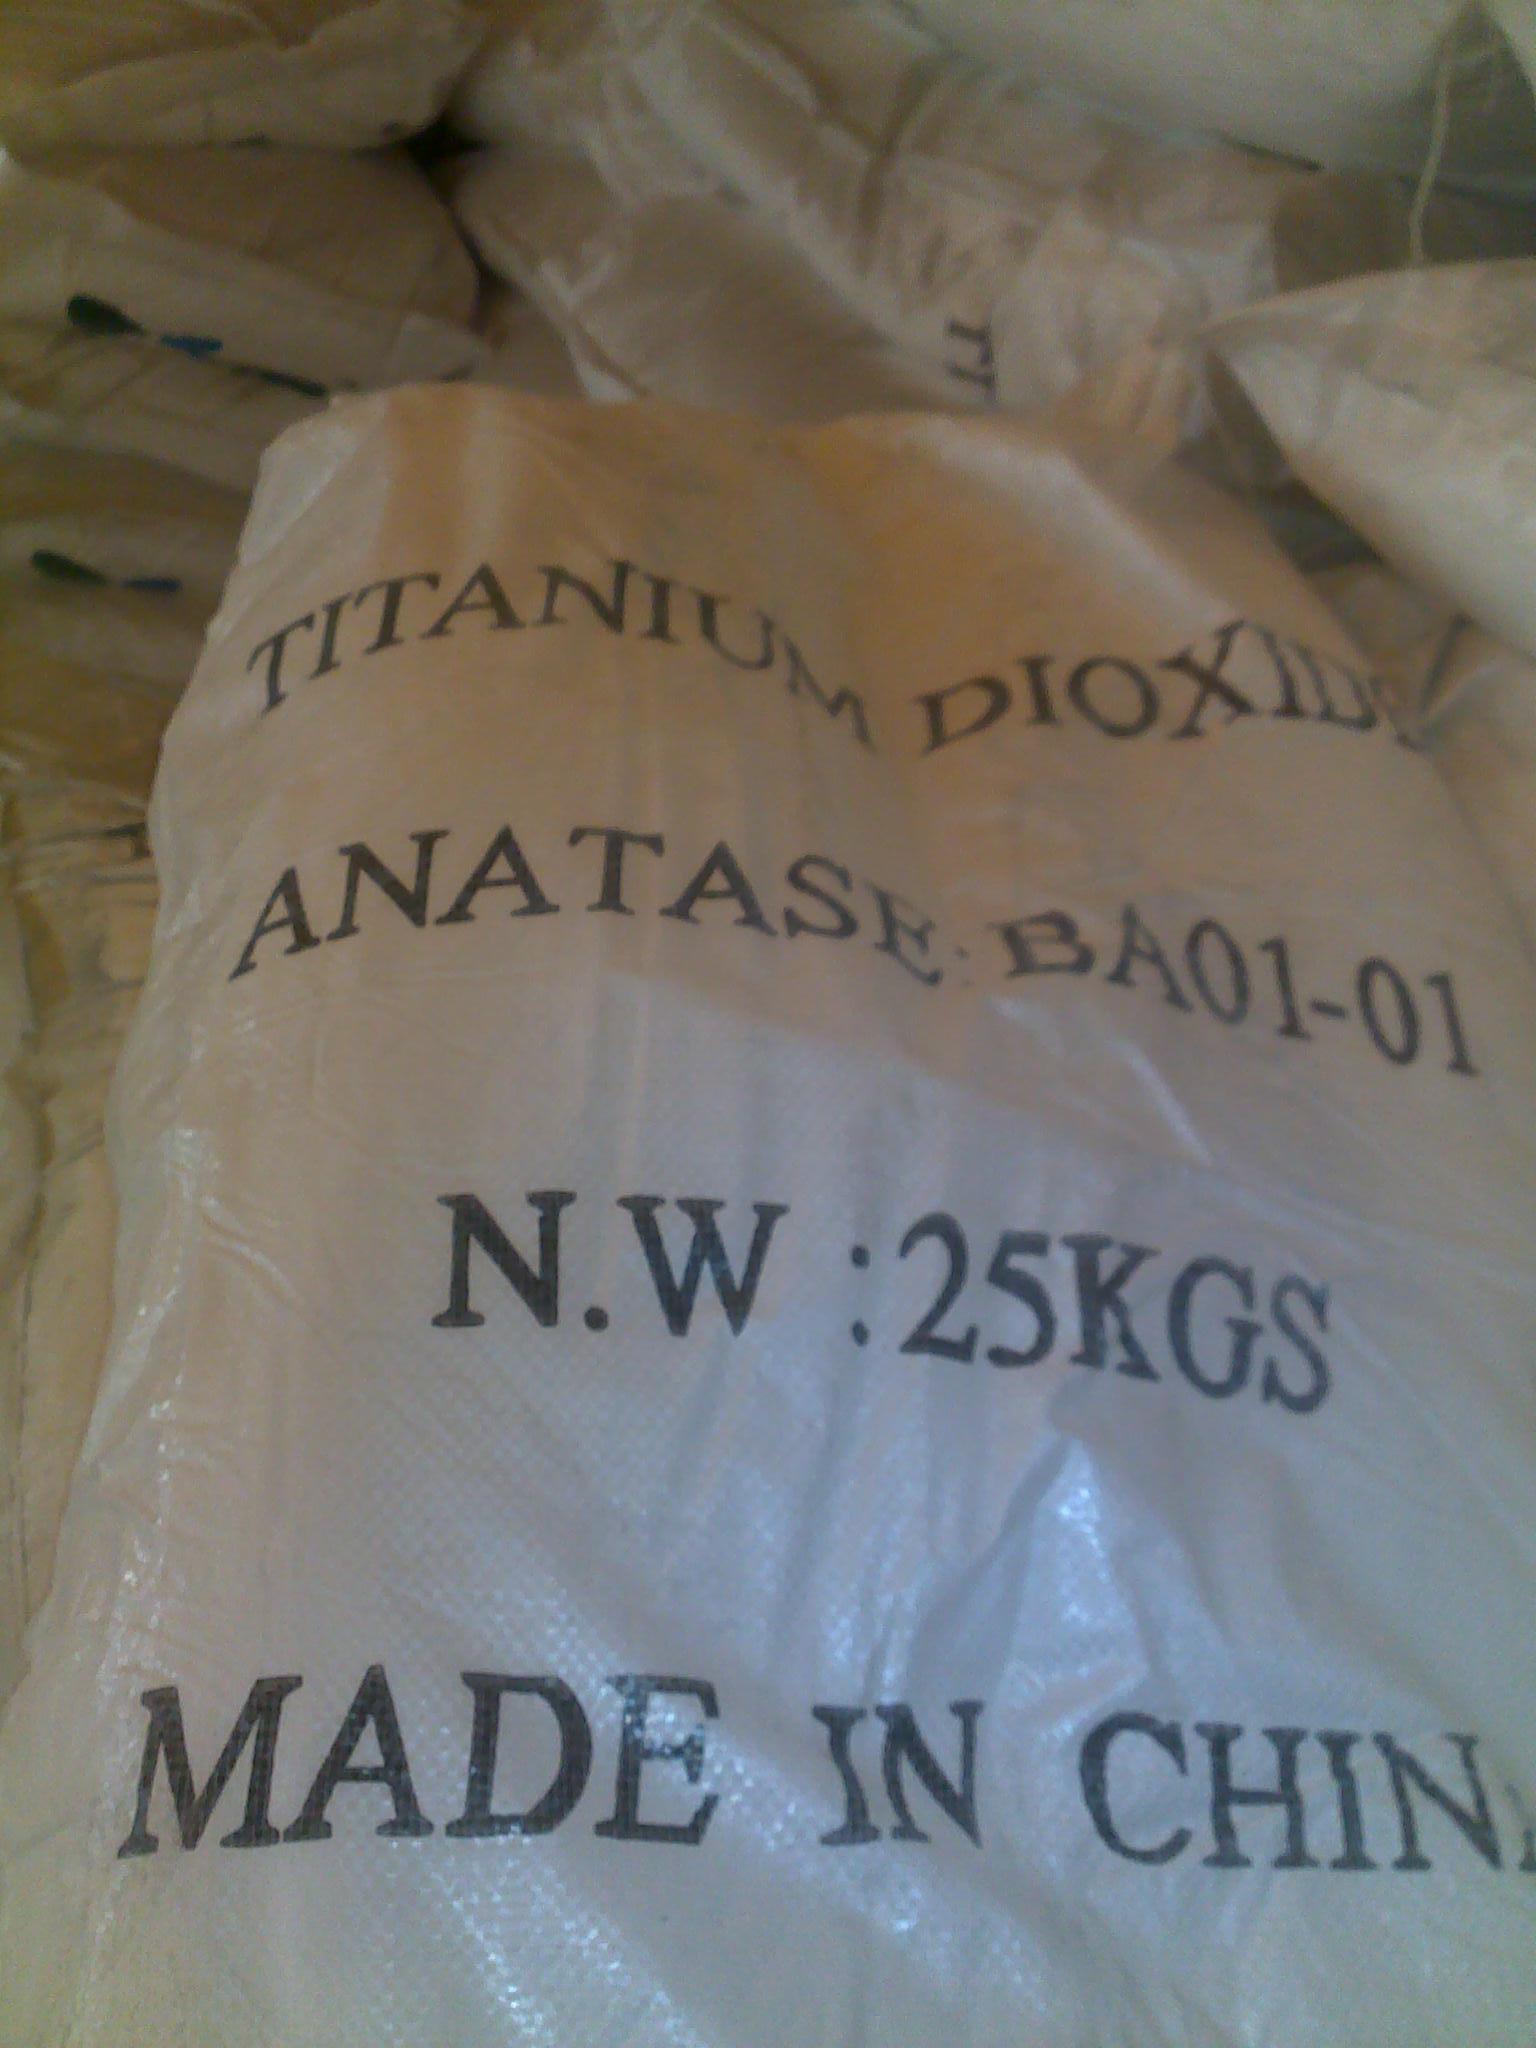 TITANIUM DIOXIDE
ANATASE BA01-01
N.W :25KGS
MADE IN CHINA